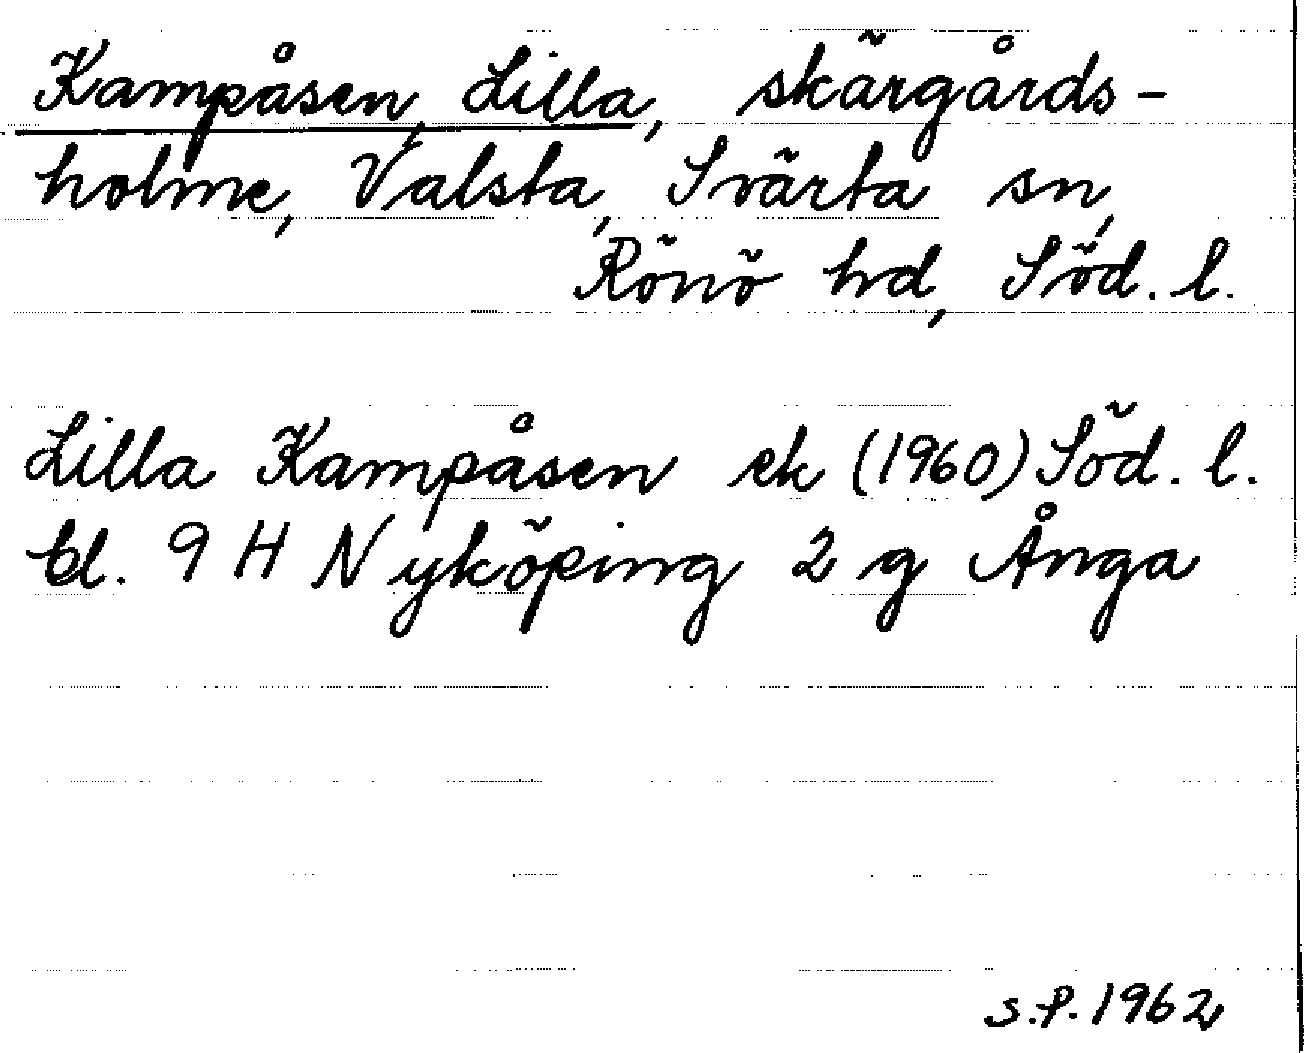 Kampåsen, Lilla, skärgårds-
holme, Valsta, Svärta sn,
Rönö hd, Söd. l.
Lilla Kampåsen ek (1960) Söd. l.
bl. 9 H Nyköping 2 g Ånga
S.P. 1962